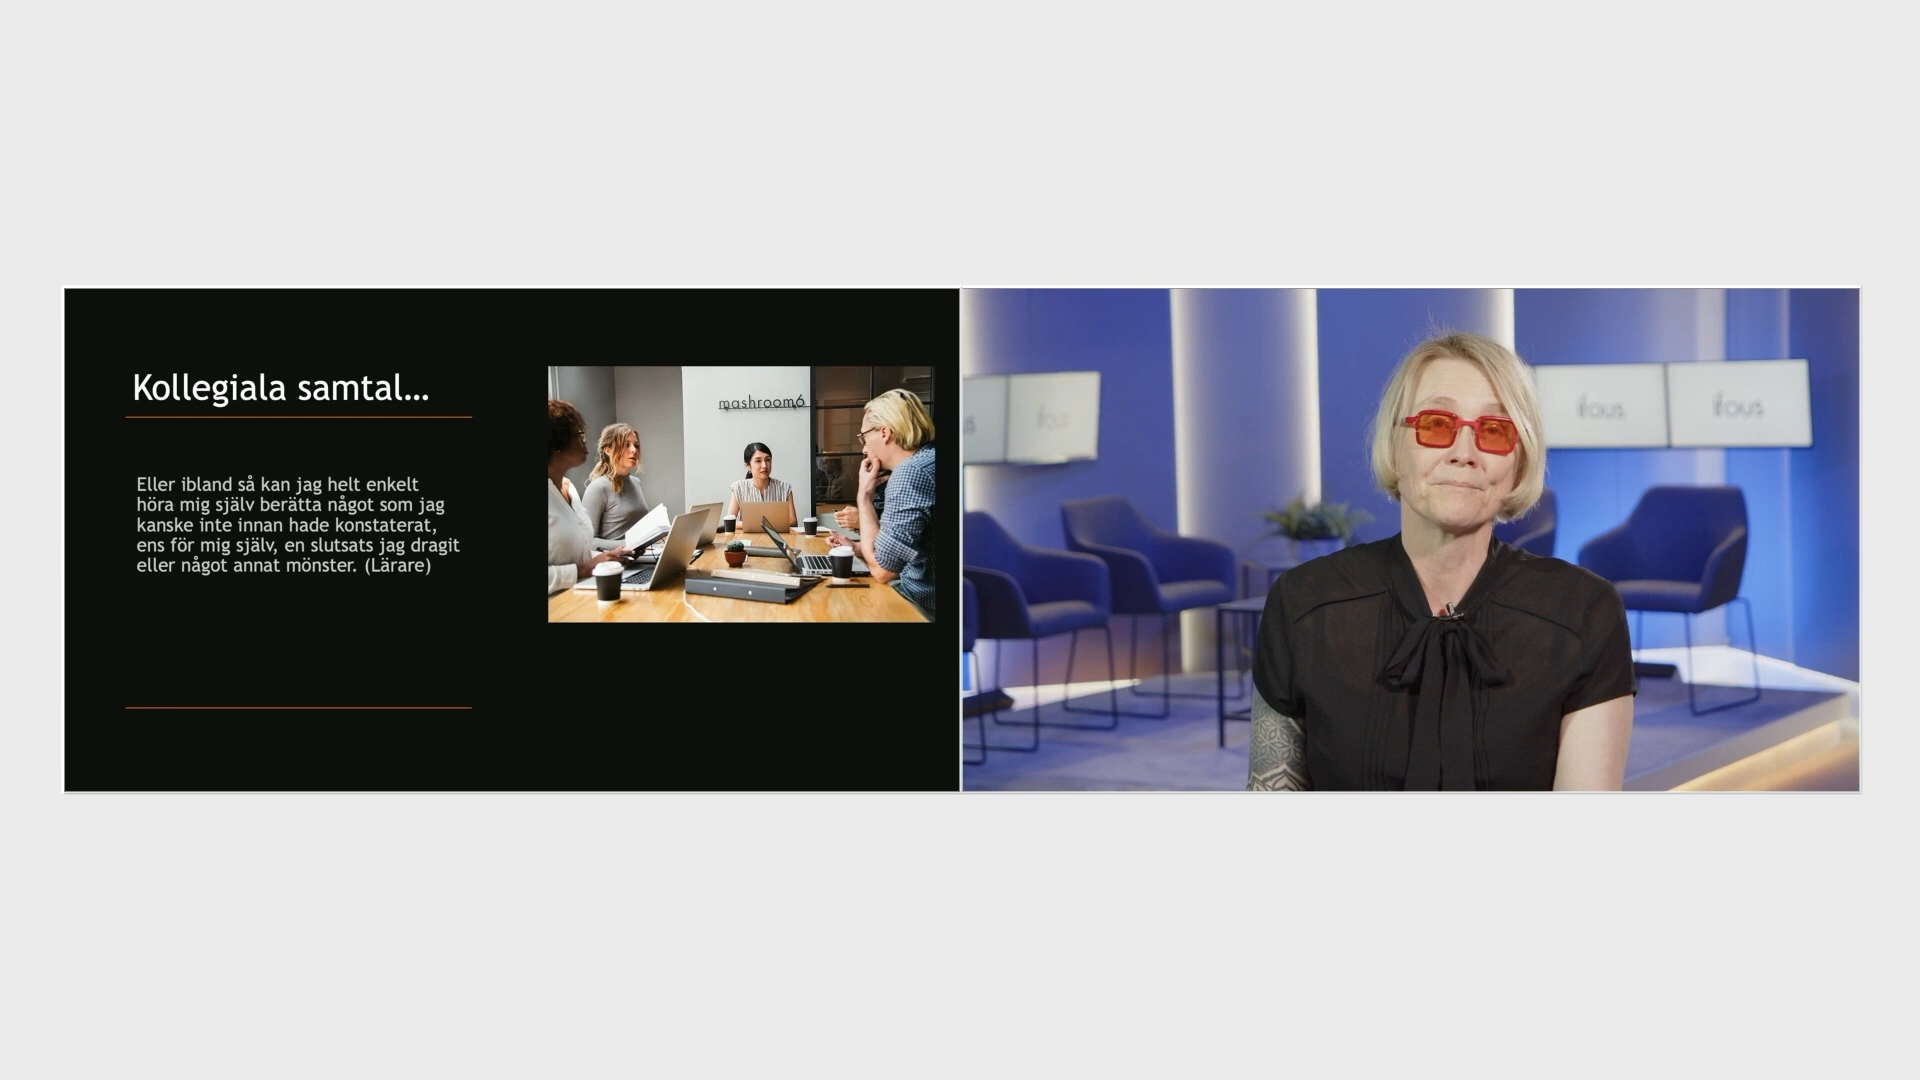 Kollegiala samtal...
Eller ibland så kan jag helt enkelt
höra mig själv berätta något som jag
kanske inte innan hade konstaterat,
ens för mig själv, en slutsats jag dragit
eller något annat mönster. (Lärare)
mashroom6
ifous
ifous
ifous